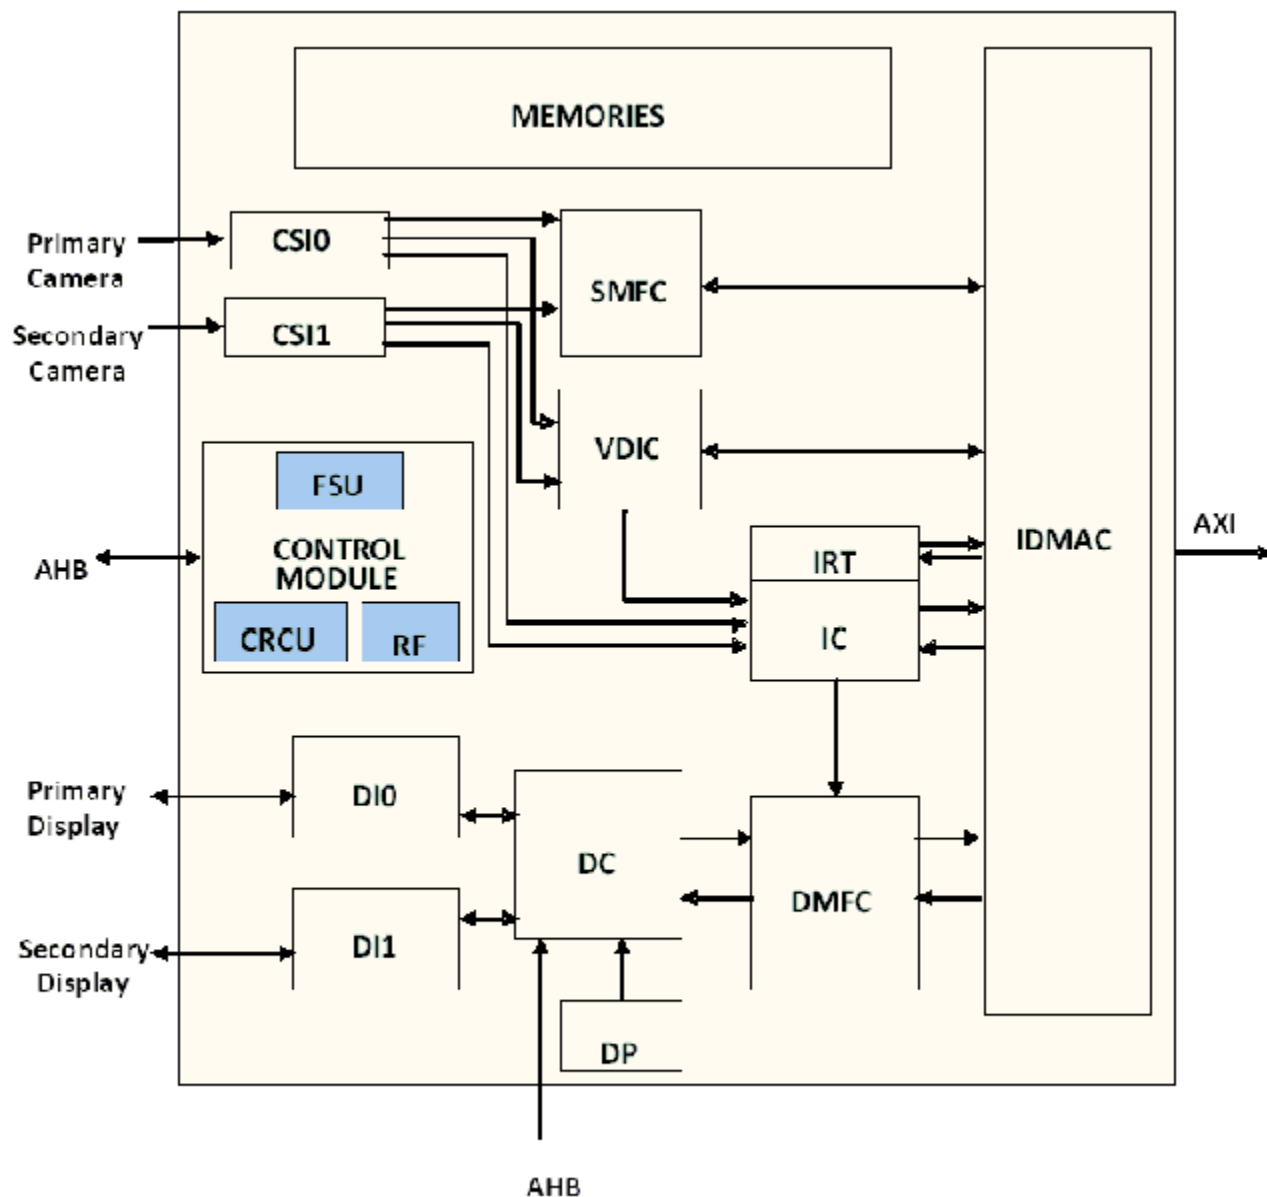 MEMORIES
Primary
Camera
CSI0
SMFC
Secondary
Camera
CSI1
VDIC
FSU
CONTROL
MODULE
AHB
CRCU
RF
IRT
IC
IDMAC
AXI
Primary
Display
DI0
DC
DMFC
Secondary
Display
DI1
DP
AHB